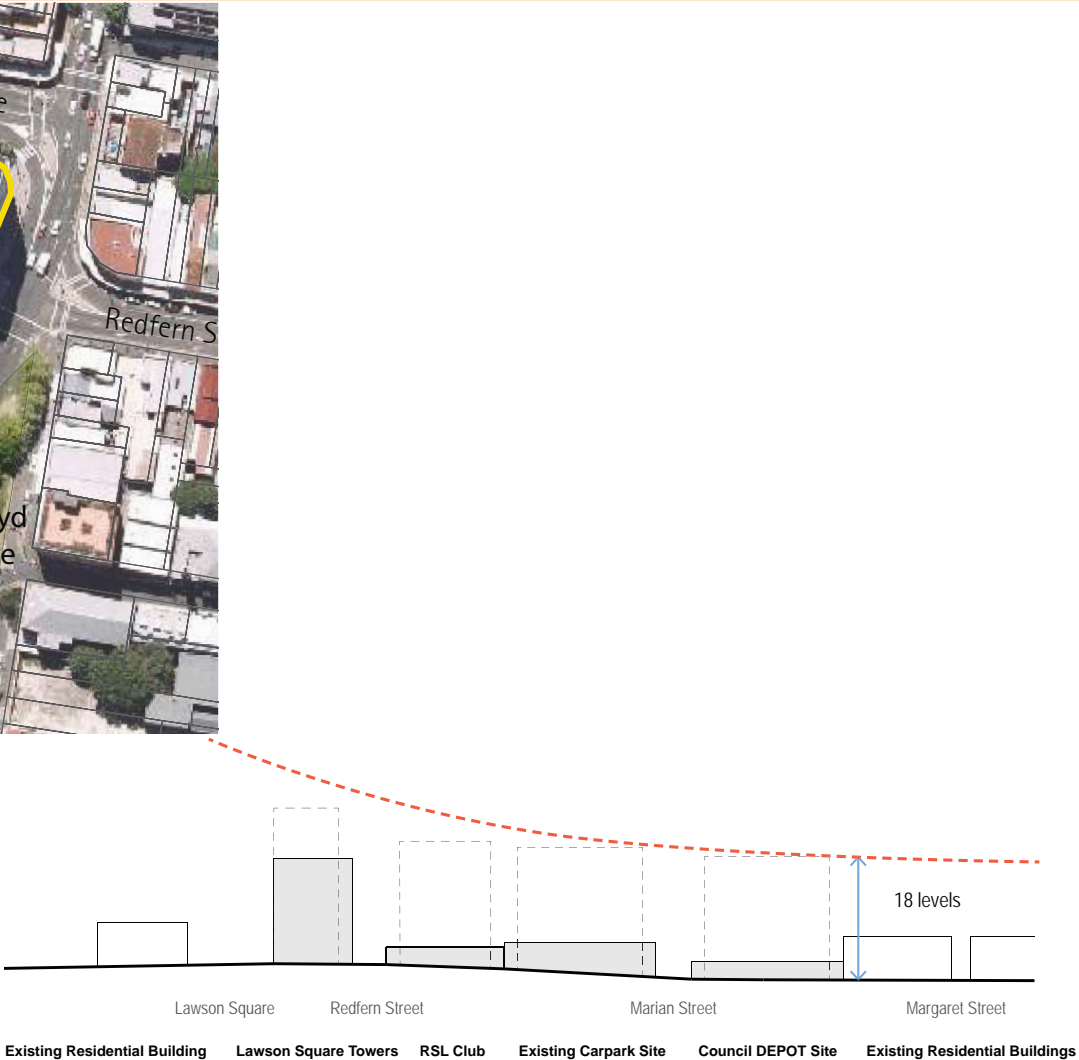 Redfern S
yd
e
18 levels
Lawson Square Redfern Street Marian Street Margaret Street
Existing Residential Building Lawson Square Towers RSL Club Existing Carpark Site Council DEPOT Site Existing Residential Buildings